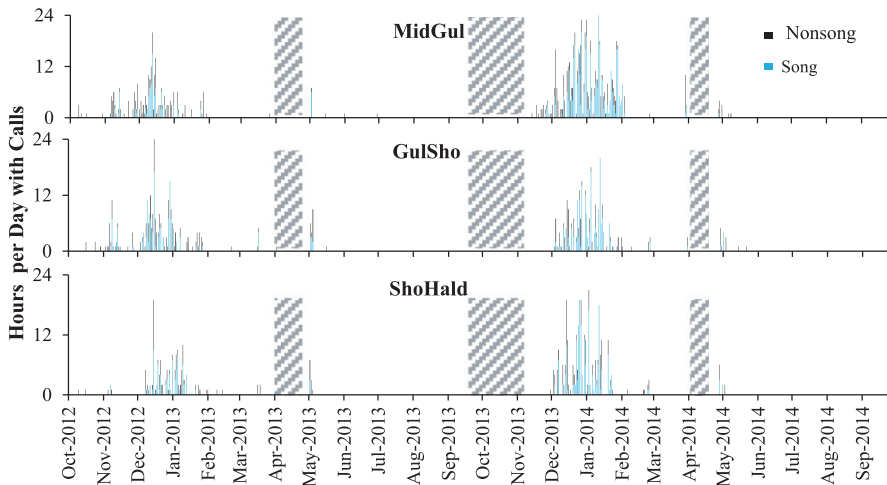 Hours per Day with Calls
24
12
0
MidGul
Nonsong
Song
24
12
0
GulSho
24
12
0
ShoHald
Oct-2012
Nov-2012
Dec-2012
Jan-2013
Feb-2013
Mar-2013
Apr-2013
May-2013
Jun-2013
Jul-2013
Aug-2013
Sep-2013
Oct-2013
Nov-2013
Dec-2013
Jan-2014
Feb-2014
Mar-2014
Apr-2014
May-2014
Jun-2014
Jul-2014
Aug-2014
Sep-2014